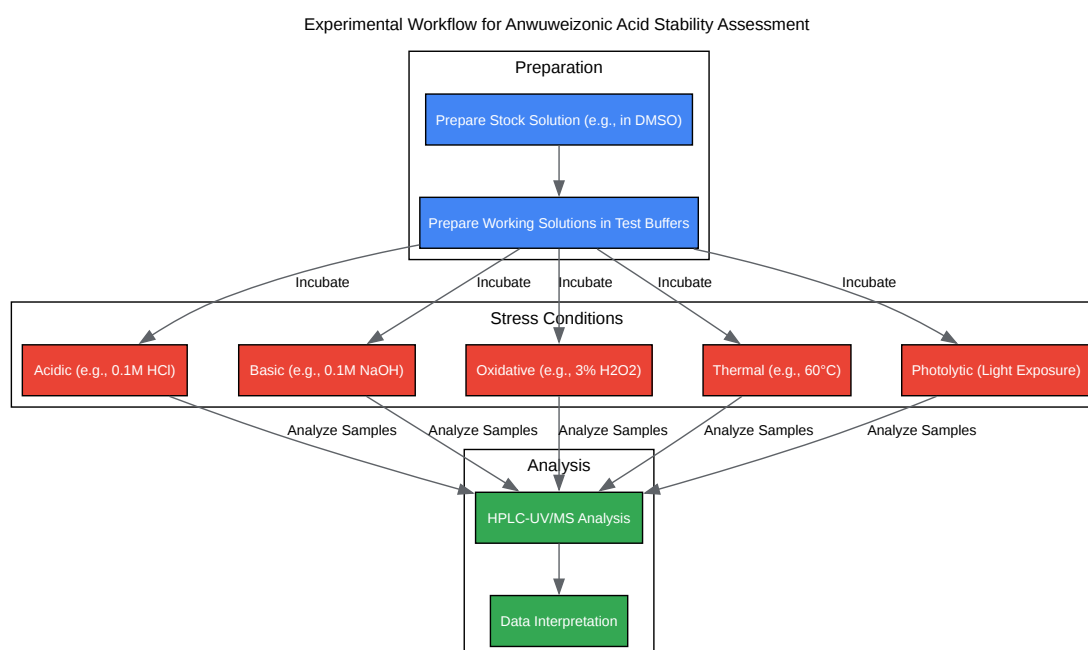 Experimental Workflow for Anwuweizonic Acid Stability Assessment
Preparation
Prepare Stock Solution (e.g., in DMSO)
Prepare Working Solutions in Test Buffers
Incubate
Incubate
Incubate
Incubate
Incubate
Stress Conditions
Acidic (e.g., 0.1M HCl)
Basic (e.g., 0.1M NaOH)
Oxidative (e.g., 3% H2O2)
Thermal (e.g., 60°C)
Photolytic (Light Exposure)
Analyze Samples
Analyze Samples
Analyze Samples
Analyze Samples
Analyze Samples
Analysis
HPLC-UV/MS Analysis
Data Interpretation